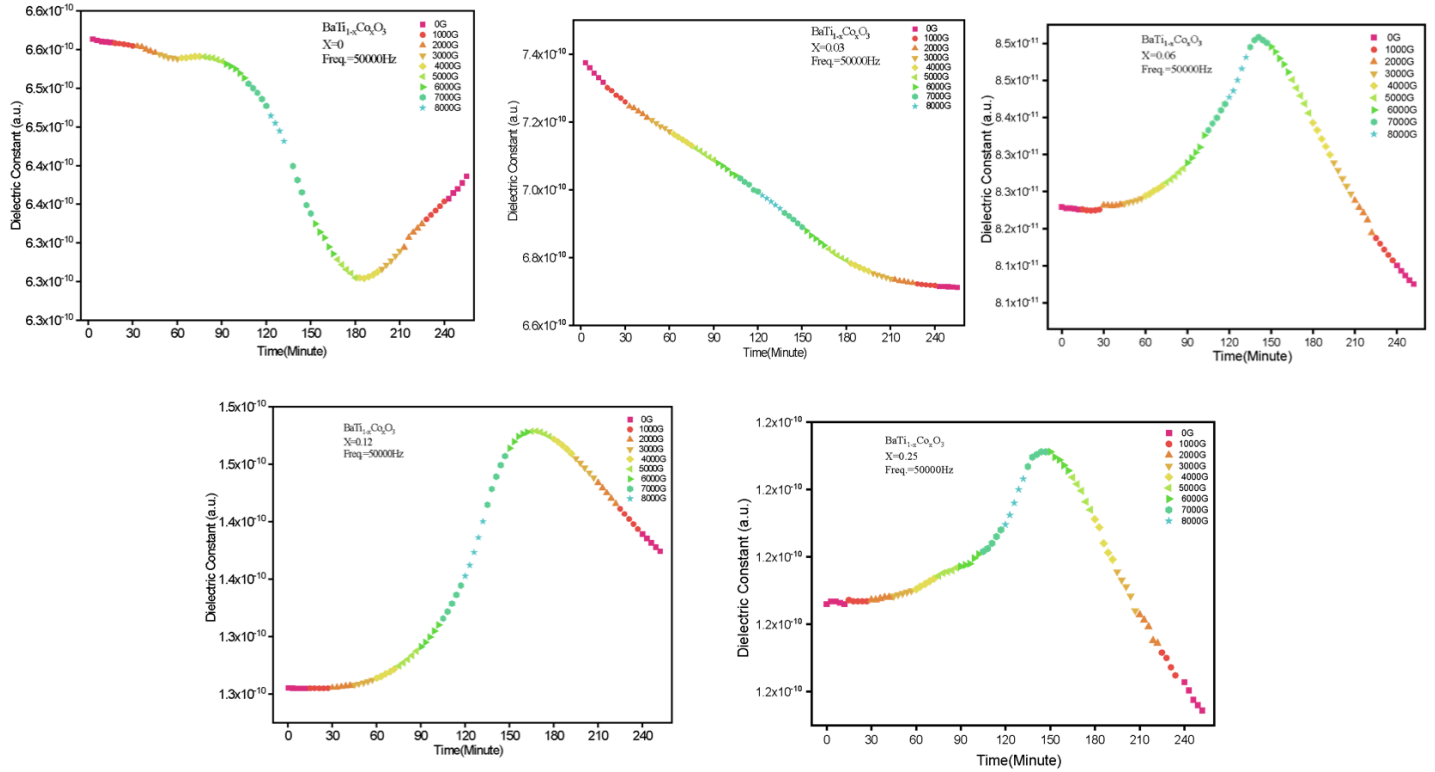 6.6x10⁻¹⁰
6.6x10⁻¹⁰
6.5x10⁻¹⁰
6.5x10⁻¹⁰
6.4x10⁻¹⁰
6.4x10⁻¹⁰
6.3x10⁻¹⁰
6.3x10⁻¹⁰
6.3x10⁻¹⁰
Dielectric Constant (a.u.)
BaTi₁₋ₓCoₓO₃
X=0
Freq.=50000Hz
0G
1000G
2000G
3000G
4000G
5000G
6000G
7000G
8000G
0 30 60 90 120 150 180 210 240
Time(Minute)
7.4x10⁻¹⁰
7.2x10⁻¹⁰
7.0x10⁻¹⁰
6.8x10⁻¹⁰
6.6x10⁻¹⁰
Dielectric Constant (a.u.)
BaTi₁₋ₓCoₓO₃
X=0.03
Freq.=50000Hz
0G
1000G
2000G
3000G
4000G
5000G
6000G
7000G
8000G
0 30 60 90 120 150 180 210 240
Time(Minute)
8.5x10⁻¹¹
8.5x10⁻¹¹
8.4x10⁻¹¹
8.3x10⁻¹¹
8.3x10⁻¹¹
8.2x10⁻¹¹
8.1x10⁻¹¹
8.1x10⁻¹¹
Dielectric Constant (a.u.)
BaTi₁₋ₓCoₓO₃
X=0.06
Freq.=50000Hz
0G
1000G
2000G
3000G
4000G
5000G
6000G
7000G
8000G
0 30 60 90 120 150 180 210 240
Time(Minute)
1.5x10⁻¹⁰
1.5x10⁻¹⁰
1.4x10⁻¹⁰
1.4x10⁻¹⁰
1.3x10⁻¹⁰
1.3x10⁻¹⁰
Dielectric Constant (a.u.)
BaTi₁₋ₓCoₓO₃
X=0.12
Freq.=50000Hz
0G
1000G
2000G
3000G
4000G
5000G
6000G
7000G
8000G
0 30 60 90 120 150 180 210 240
Time(Minute)
1.2x10⁻¹⁰
1.2x10⁻¹⁰
1.2x10⁻¹⁰
1.2x10⁻¹⁰
1.2x10⁻¹⁰
Dielectric Constant (a.u.)
BaTi₁₋ₓCoₓO₃
X=0.25
Freq.=50000Hz
0G
1000G
2000G
3000G
4000G
5000G
6000G
7000G
8000G
0 30 60 90 120 150 180 210 240
Time(Minute)